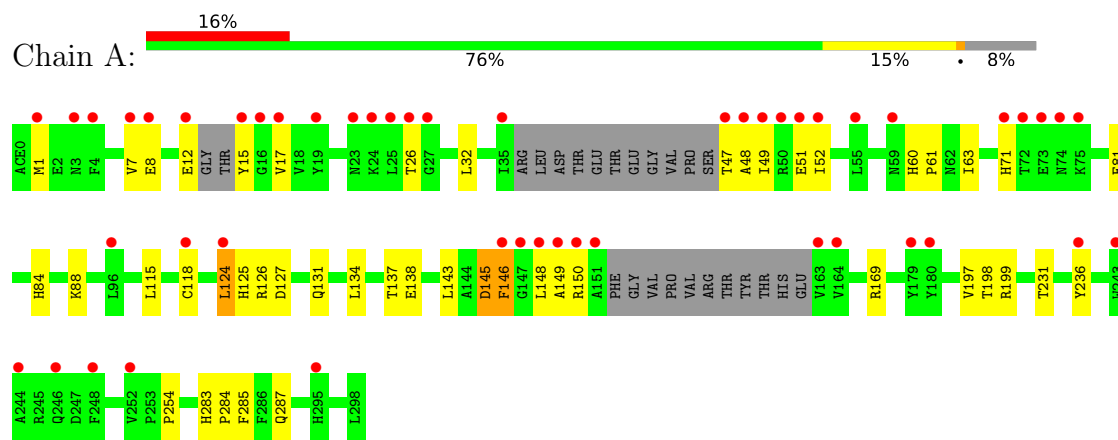 16%
Chain A:
76% 15% • 8%
ACE0 M1 E2 N3 F4 V7 E8 E12 GLY THR Y15 G16 V17 V18 Y19 N23 K24 L25 T26 G27 L32 I35 ARG LEU ASP THR GLU THR GLU GLY VAL PRO SER T47 A48 I49 R50 E51 I52 L55 N59 H60 P61 N62 I63 H71 T72 E73 N74 K75
H84 K88 L96 L115 C118 L124 H125 R126 D127 Q131 L134 T137 E138 L143 A144 D145 F146 G147 L148 A149 R150 A151 PHE GLY VAL PRO VAL ARG THR TYR THR HIS GLU V163 V164 R169 Y179 Y180 V197 T198 R199 T231 Y236
A244 R245 Q246 D247 F248 V252 P253 P254 H283 P284 F285 F286 Q287 H295 L298